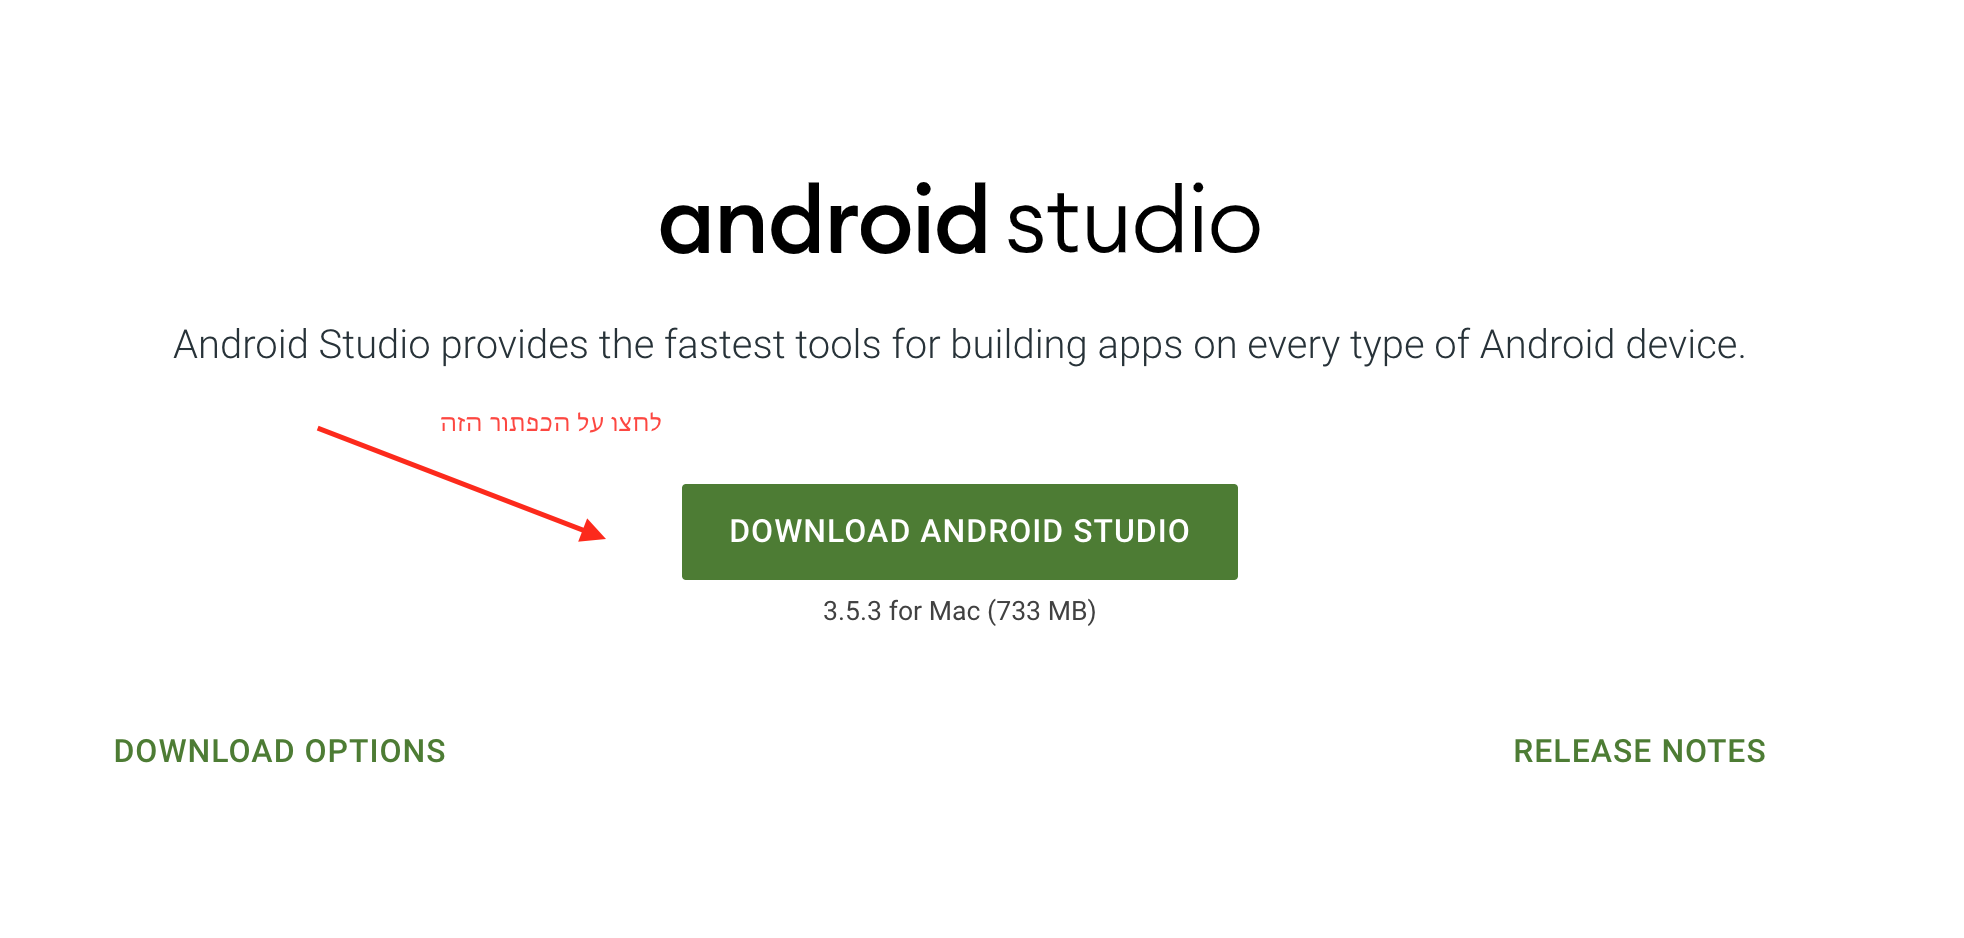 android studio
Android Studio provides the fastest tools for building apps on every type of Android device.
לחצו על הכפתור הזה
DOWNLOAD ANDROID STUDIO
3.5.3 for Mac (733 MB)
DOWNLOAD OPTIONS
RELEASE NOTES